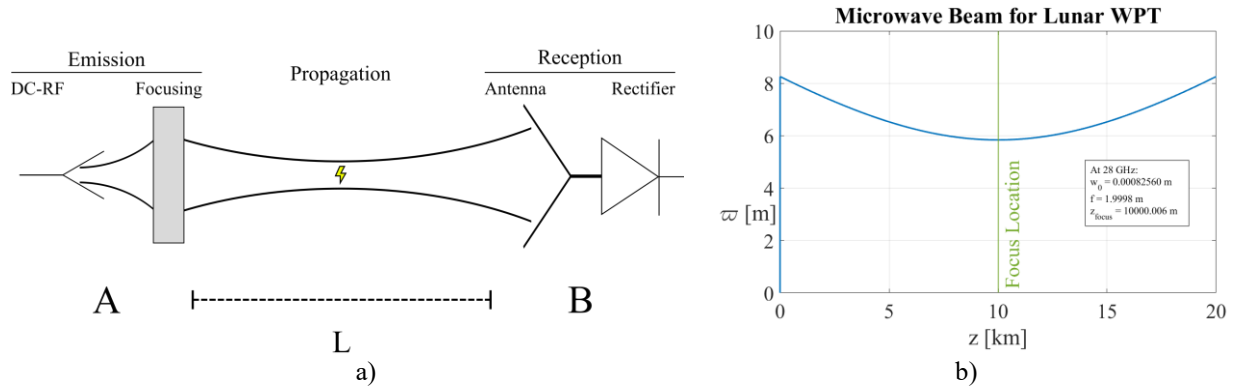 Emission
DC-RF
Focusing
Propagation
Reception
Antenna
Rectifier
A
B
L
a)
Microwave Beam for Lunar WPT
10
8
6
4
2
0
ϖ [m]
Focus Location
At 28 GHz:
w0 = 0.00082560 m
f = 1.9998 m
zfocus = 10000.006 m
0
5
10
15
20
z [km]
b)